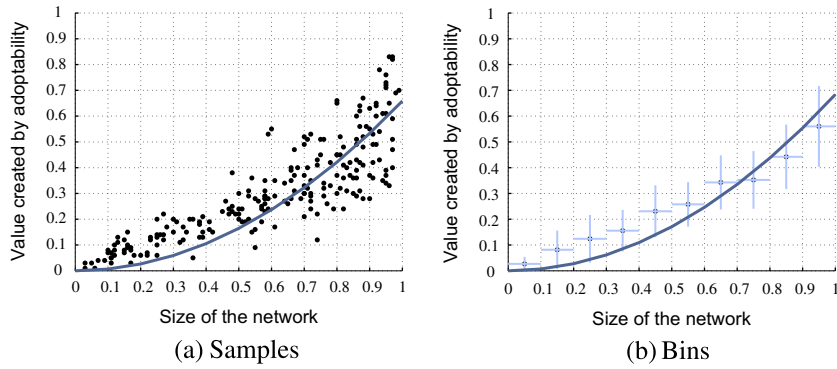 Value created by adoptability
1
0.9
0.8
0.7
0.6
0.5
0.4
0.3
0.2
0.1
0
0 0.1 0.2 0.3 0.4 0.5 0.6 0.7 0.8 0.9 1
Size of the network
(a) Samples
Value created by adoptability
1
0.9
0.8
0.7
0.6
0.5
0.4
0.3
0.2
0.1
0
0 0.1 0.2 0.3 0.4 0.5 0.6 0.7 0.8 0.9 1
Size of the network
(b) Bins